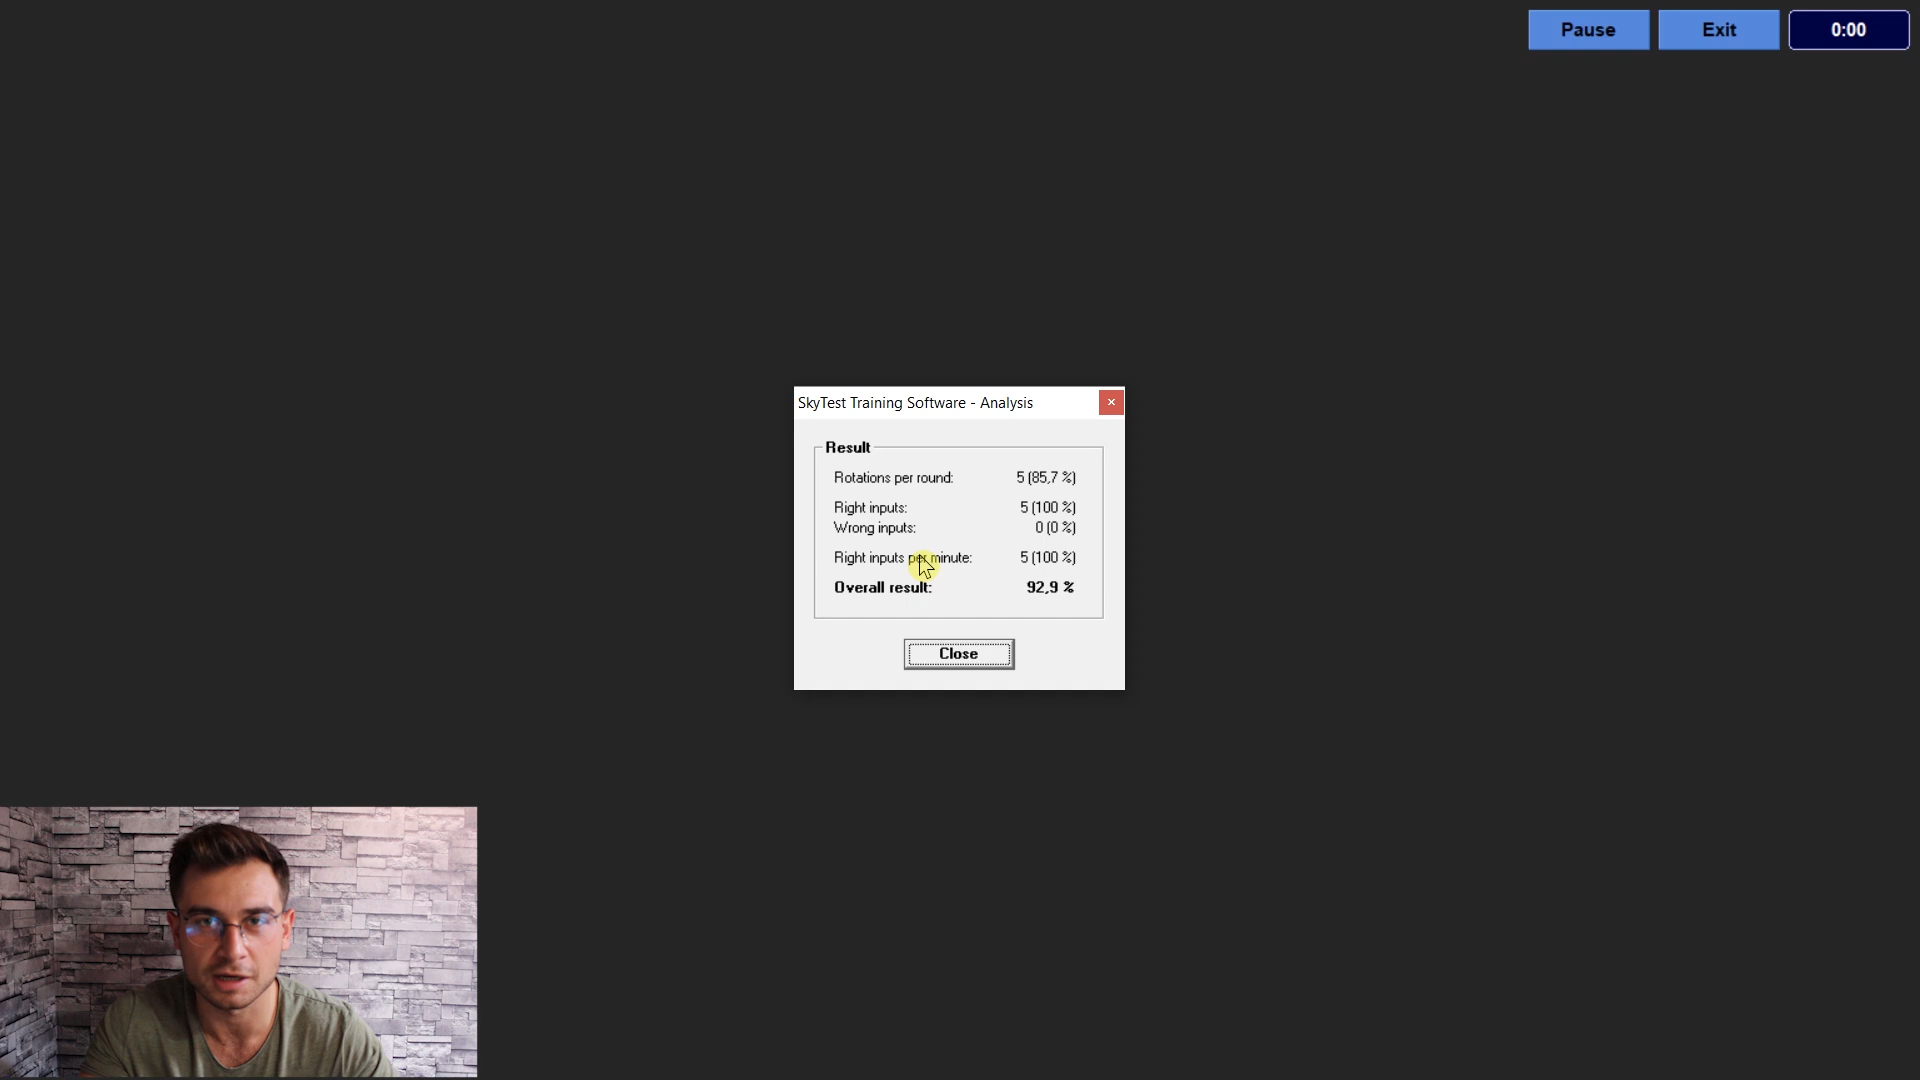 Pause Exit 0:00
SkyTest Training Software - Analysis
Result
Rotations per round: 5 (85,7 %)
Right inputs: 5 (100 %)
Wrong inputs: 0 (0 %)
Right inputs per minute: 5 (100 %)
Overall result: 92,9 %
Close